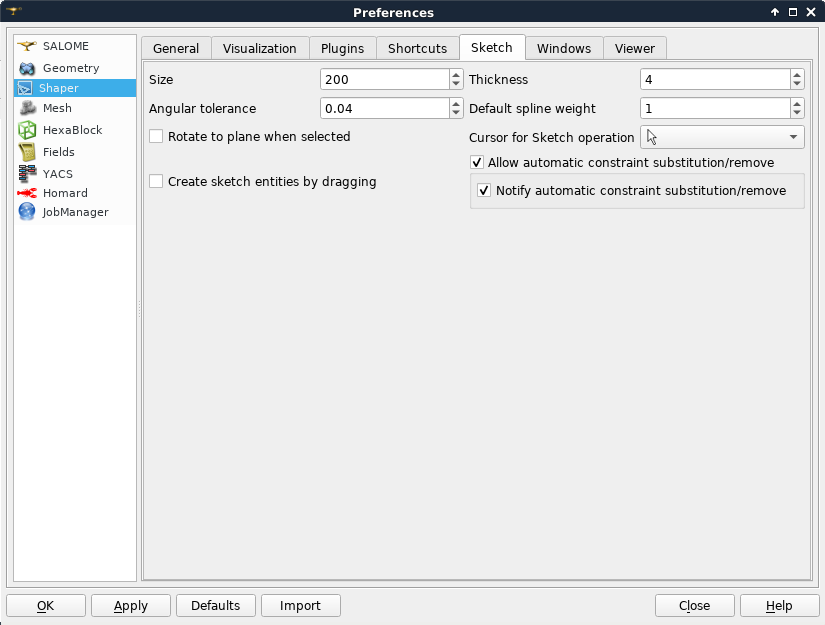 Preferences
SALOME
Geometry
Shaper
Mesh
HexaBlock
Fields
YACS
Homard
JobManager
General Visualization Plugins Shortcuts Sketch Windows Viewer
Size 200 Thickness 4
Angular tolerance 0.04 Default spline weight 1
Rotate to plane when selected Cursor for Sketch operation
Allow automatic constraint substitution/remove
Create sketch entities by dragging
Notify automatic constraint substitution/remove
OK Apply Defaults Import Close Help